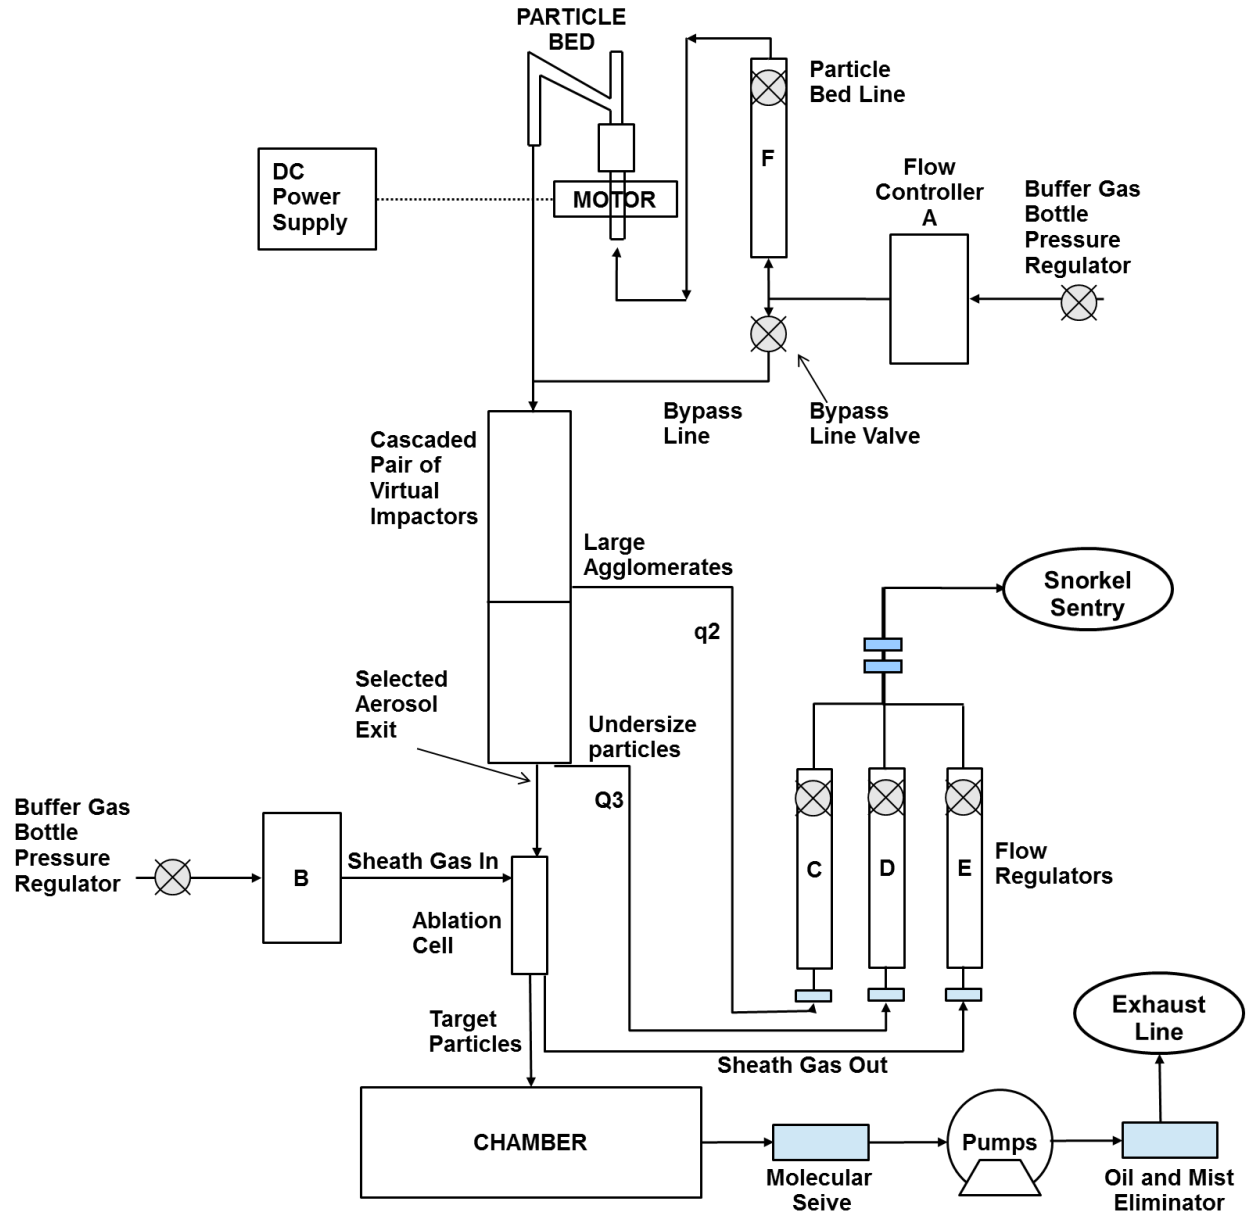 PARTICLE
BED
Particle
Bed Line
F
DC
Power
Supply
MOTOR
Flow
Controller
A
Buffer Gas
Bottle
Pressure
Regulator
Bypass
Line
Bypass
Line Valve
Cascaded
Pair of
Virtual
Impactors
Large
Agglomerates
q2
Snorkel
Sentry
Selected
Aerosol
Exit
Undersize
particles
Q3
Buffer Gas
Bottle
Pressure
Regulator
B
Sheath Gas In
Ablation
Cell
C
D
E
Flow
Regulators
Target
Particles
Sheath Gas Out
Exhaust
Line
CHAMBER
Molecular
Seive
Pumps
Oil and Mist
Eliminator